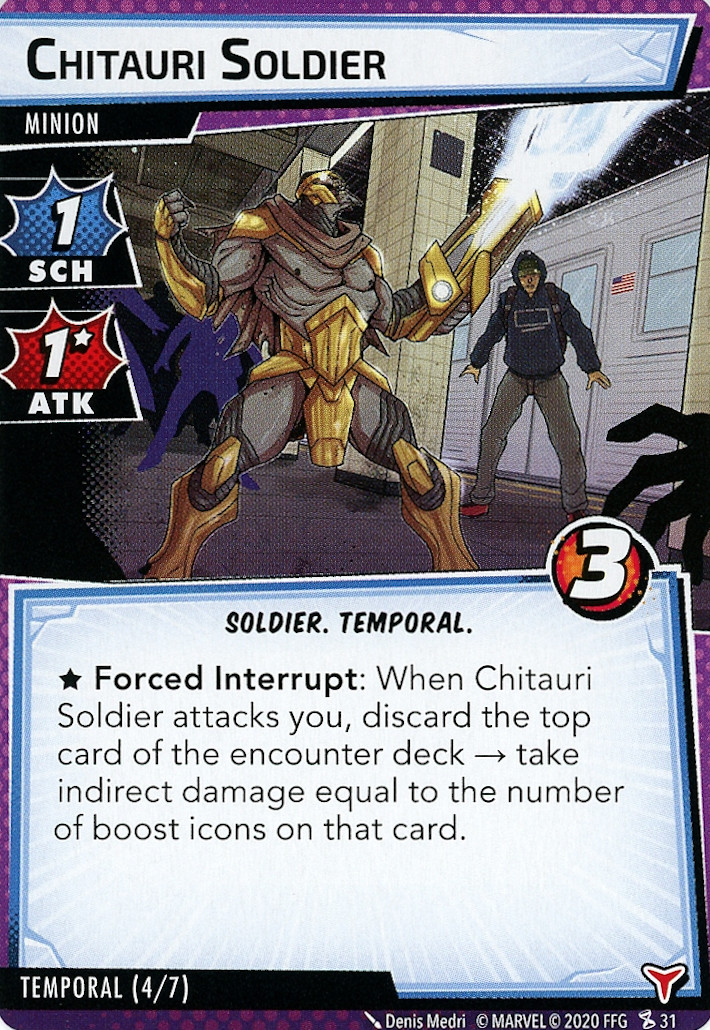 CHITAURI SOLDIER
MINION
1
SCH
1★
ATK
3
SOLDIER. TEMPORAL.
★ Forced Interrupt: When Chitauri
Soldier attacks you, discard the top
card of the encounter deck → take
indirect damage equal to the number
of boost icons on that card.
TEMPORAL (4/7)
Denis Medri © MARVEL © 2020 FFG 31